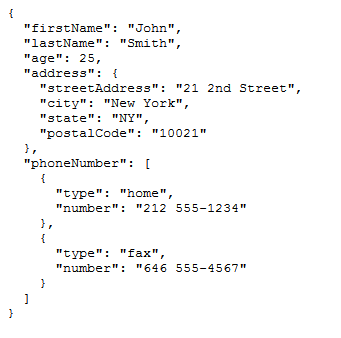 {
  "firstName": "John",
  "lastName": "Smith",
  "age": 25,
  "address": {
    "streetAddress": "21 2nd Street",
    "city": "New York",
    "state": "NY",
    "postalCode": "10021"
  },
  "phoneNumber": [
    {
      "type": "home",
      "number": "212 555-1234"
    },
    {
      "type": "fax",
      "number": "646 555-4567"
    }
  ]
}